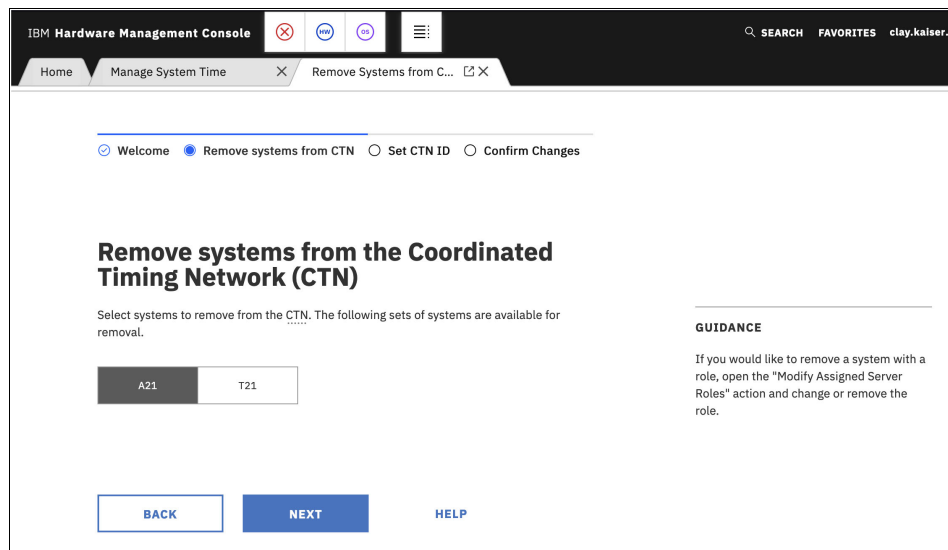 IBM Hardware Management Console HW OS SEARCH FAVORITES clay.kaiser.
Home Manage System Time Remove Systems from C...
Welcome Remove systems from CTN Set CTN ID Confirm Changes
Remove systems from the Coordinated
Timing Network (CTN)
Select systems to remove from the CTN. The following sets of systems are available for
removal.
A21 T21
GUIDANCE
If you would like to remove a system with a
role, open the "Modify Assigned Server
Roles" action and change or remove the
role.
BACK NEXT HELP